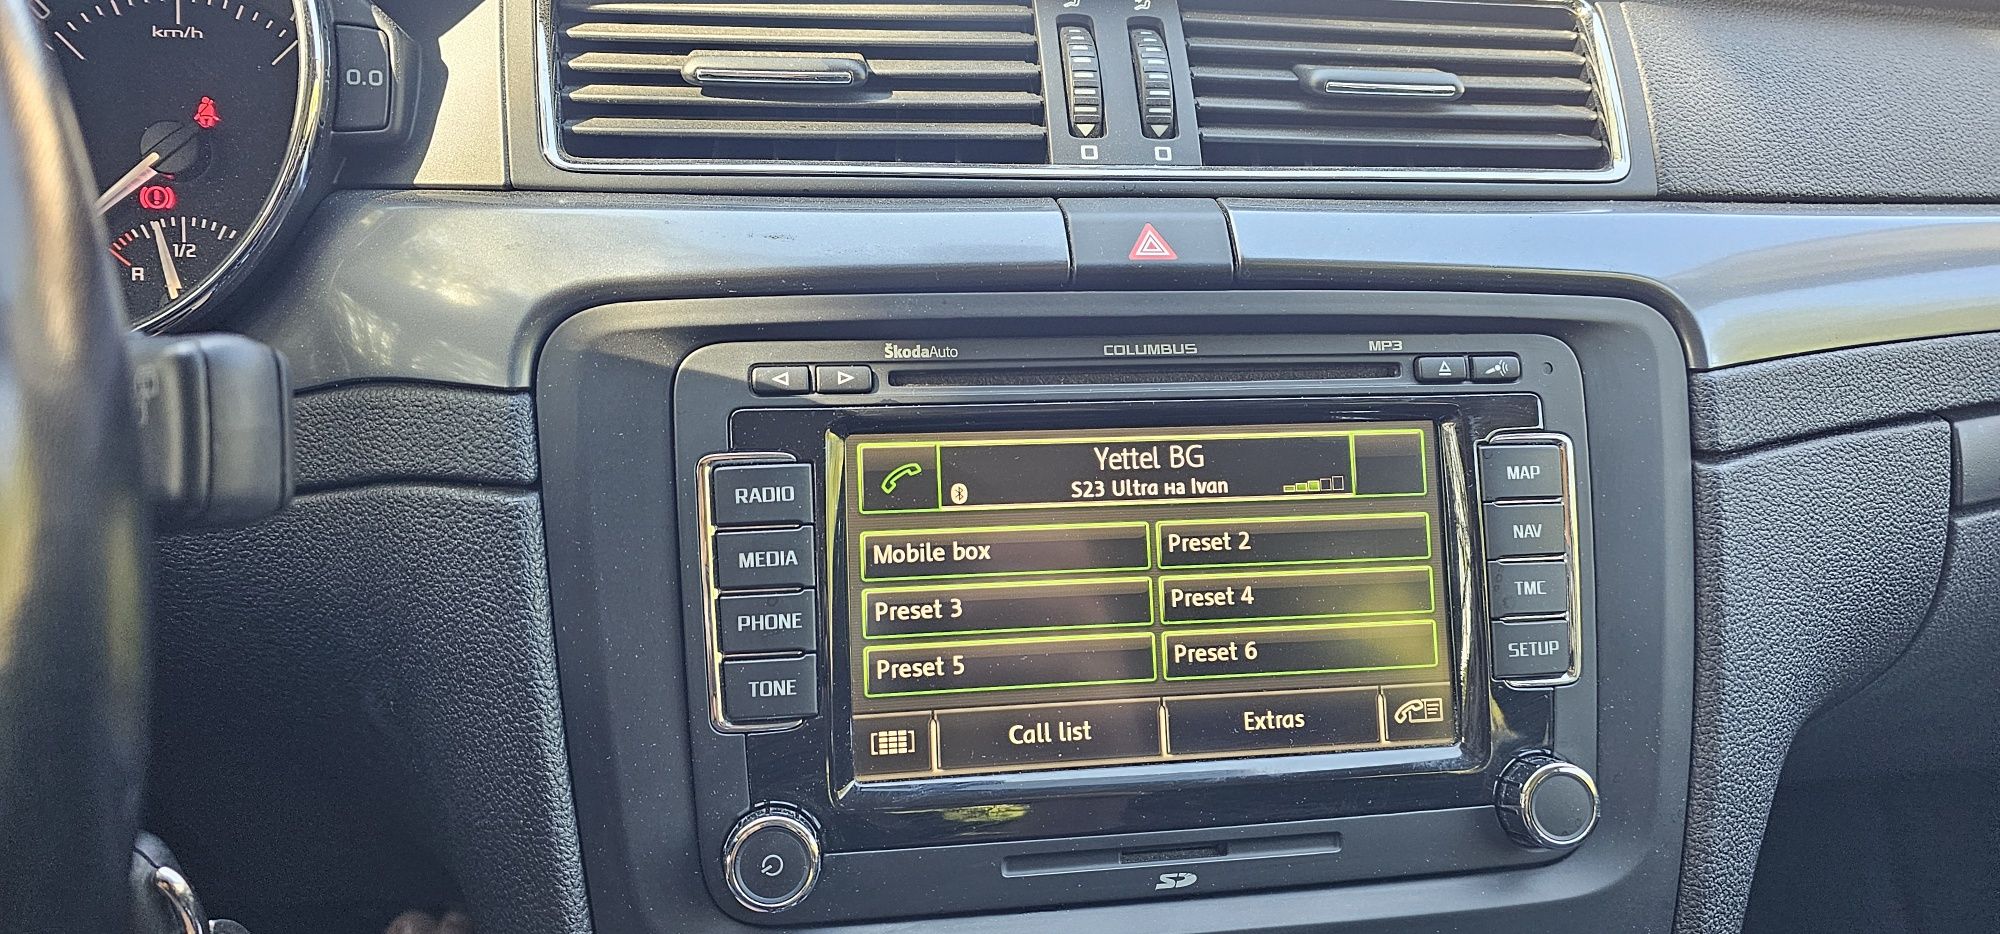 km/h
0.0
1/2
R
ŠkodaAuto
COLUMBUS
MP3
RADIO
MEDIA
PHONE
TONE
Yettel BG
S23 Ultra на Ivan
Mobile box
Preset 2
Preset 3
Preset 4
Preset 5
Preset 6
Call list
Extras
MAP
NAV
TMC
SETUP
SD